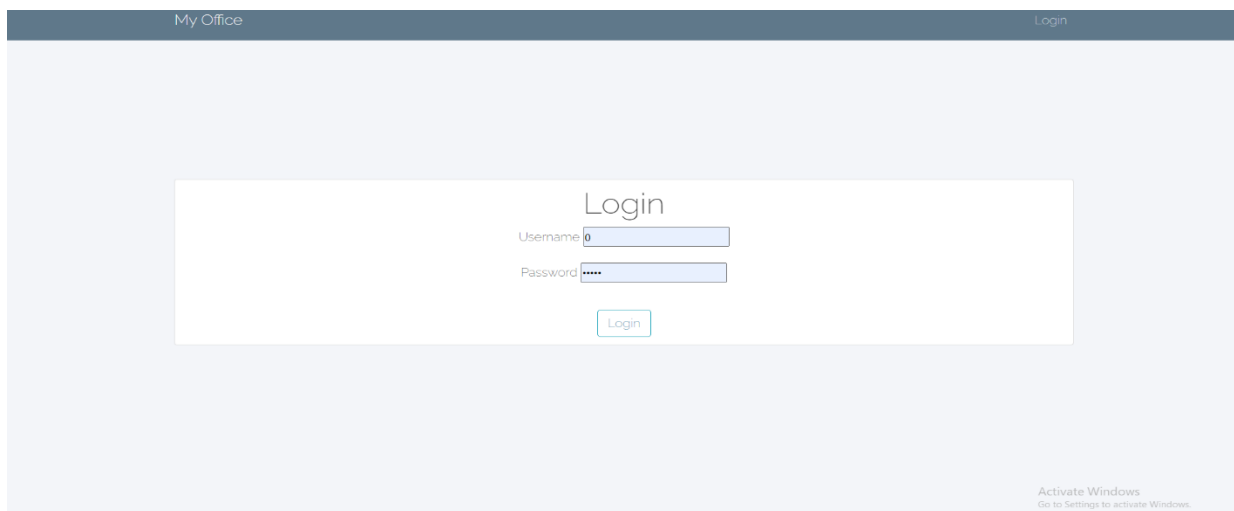 My Office Login
Login
Username 0
Password •••••
Login
Activate Windows
Go to Settings to activate Windows.